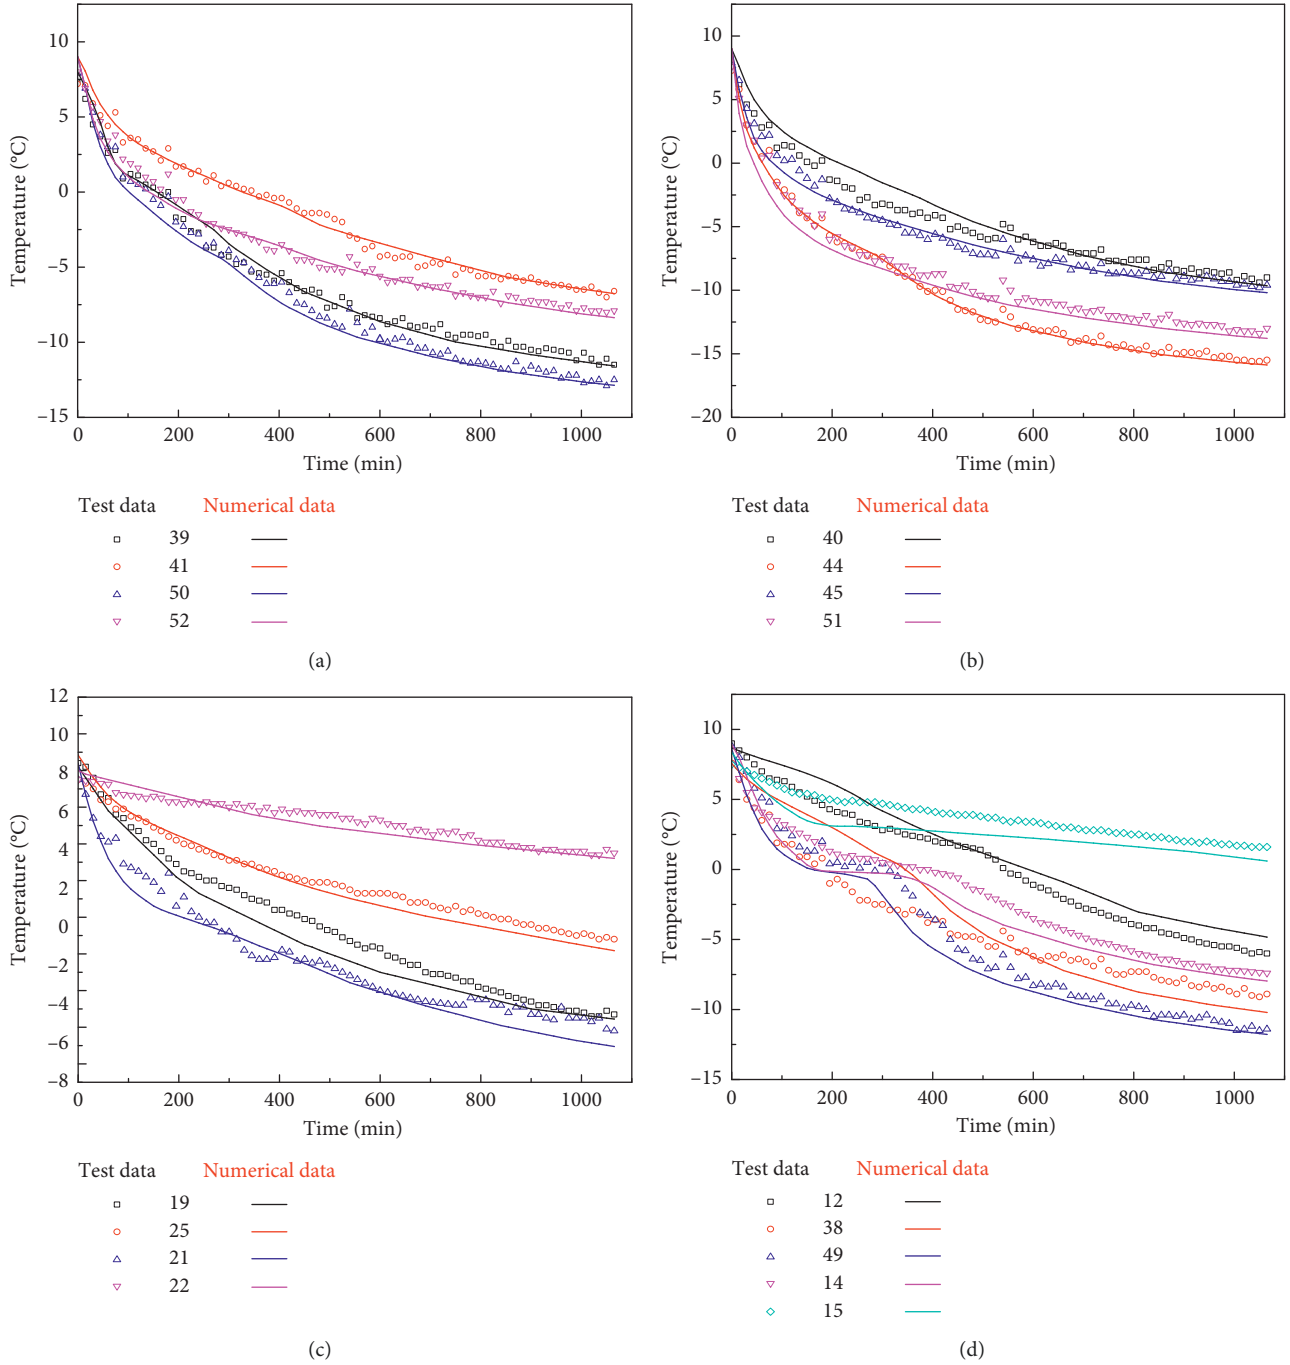 10
5
0
−5
−10
−15
Temperature (°C)
0 200 400 600 800 1000
Time (min)
Test data Numerical data
39
41
50
52
(a)
10
5
0
−5
−10
−15
−20
Temperature (°C)
0 200 400 600 800 1000
Time (min)
Test data Numerical data
40
44
45
51
(b)
12
10
8
6
4
2
0
−2
−4
−6
−8
Temperature (°C)
0 200 400 600 800 1000
Time (min)
Test data Numerical data
19
25
21
22
(c)
10
5
0
−5
−10
−15
Temperature (°C)
0 200 400 600 800 1000
Time (min)
Test data Numerical data
12
38
49
14
15
(d)